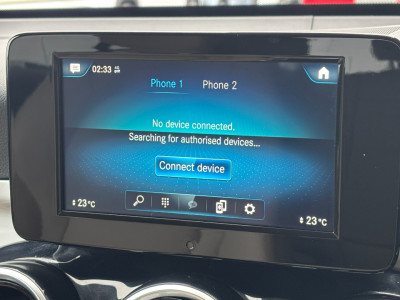 02:33
Phone 1 Phone 2
No device connected.
Searching for authorised devices...
Connect device
23°C
23°C